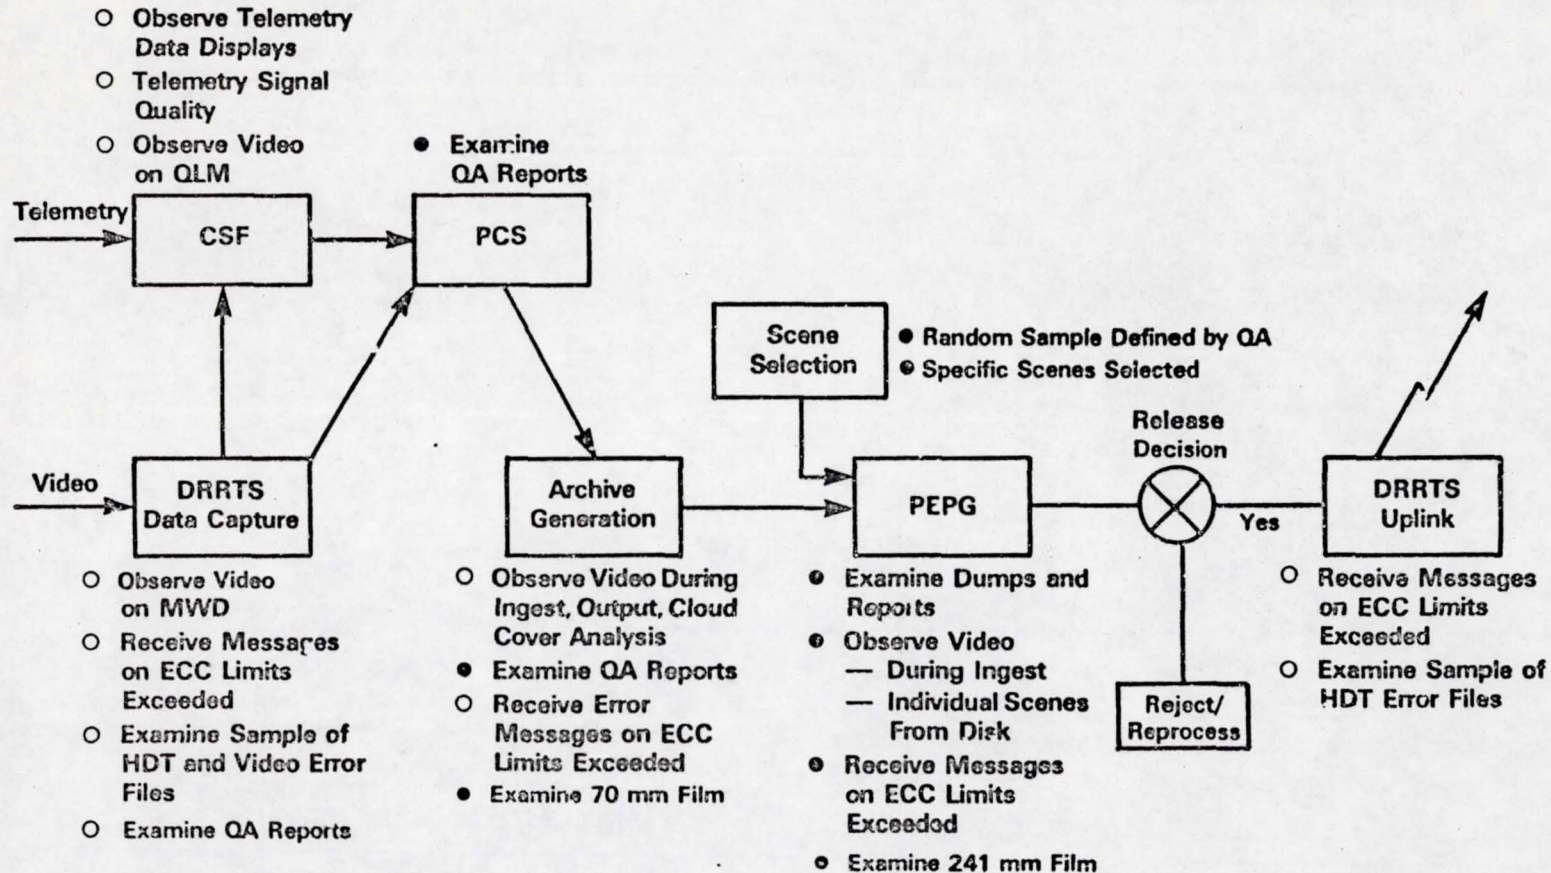 ○ Observe Telemetry
Data Displays
○ Telemetry Signal
Quality
○ Observe Video
on QLM
● Examine
QA Reports
Telemetry
CSF
PCS
Scene
Selection
● Random Sample Defined by QA
● Specific Scenes Selected
Release
Decision
Video
DRRTS
Data Capture
Archive
Generation
PEPG
Yes
DRRTS
Uplink
○ Observe Video
on MWD
○ Receive Messages
on ECC Limits
Exceeded
○ Examine Sample of
HDT and Video Error
Files
○ Examine QA Reports
○ Observe Video During
Ingest, Output, Cloud
Cover Analysis
● Examine QA Reports
○ Receive Error
Messages on ECC
Limits Exceeded
● Examine 70 mm Film
● Examine Dumps and
Reports
● Observe Video
— During Ingest
— Individual Scenes
From Disk
● Receive Messages
on ECC Limits
Exceeded
● Examine 241 mm Film
Reject/
Reprocess
○ Receive Messages
on ECC Limits
Exceeded
○ Examine Sample of
HDT Error Files